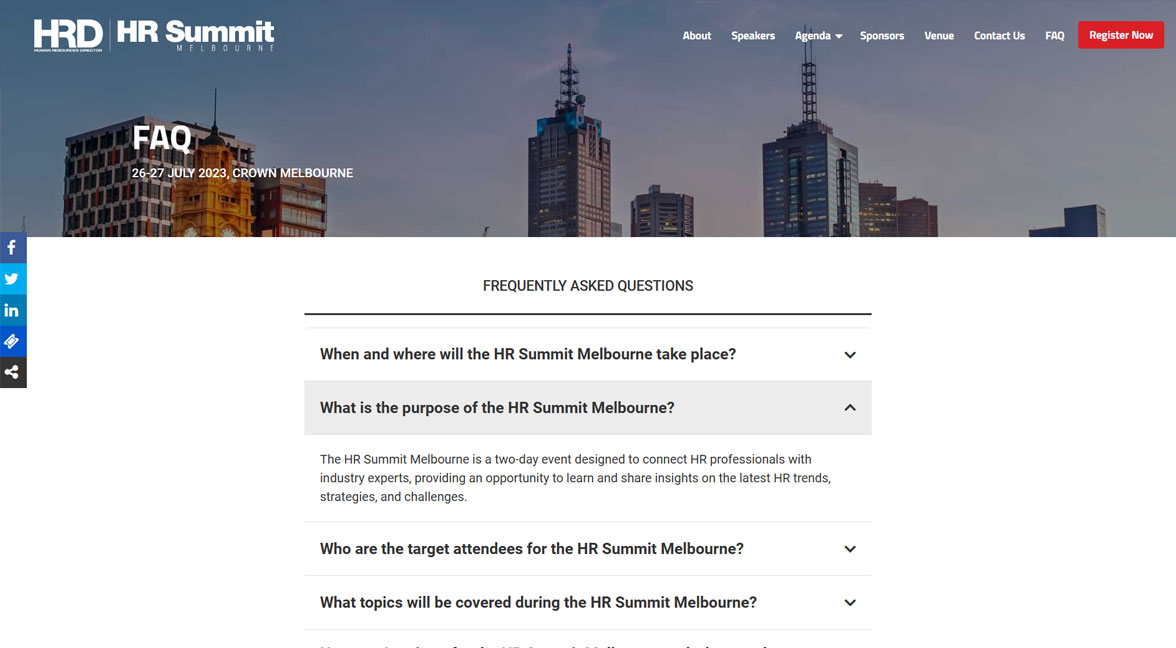 HRD HR Summit
HUMAN RESOURCES DIRECTOR MELBOURNE
About Speakers Agenda Sponsors Venue Contact Us FAQ Register Now
FAQ
26-27 JULY 2023, CROWN MELBOURNE
FREQUENTLY ASKED QUESTIONS
When and where will the HR Summit Melbourne take place?
What is the purpose of the HR Summit Melbourne?
The HR Summit Melbourne is a two-day event designed to connect HR professionals with
industry experts, providing an opportunity to learn and share insights on the latest HR trends,
strategies, and challenges.
Who are the target attendees for the HR Summit Melbourne?
What topics will be covered during the HR Summit Melbourne?